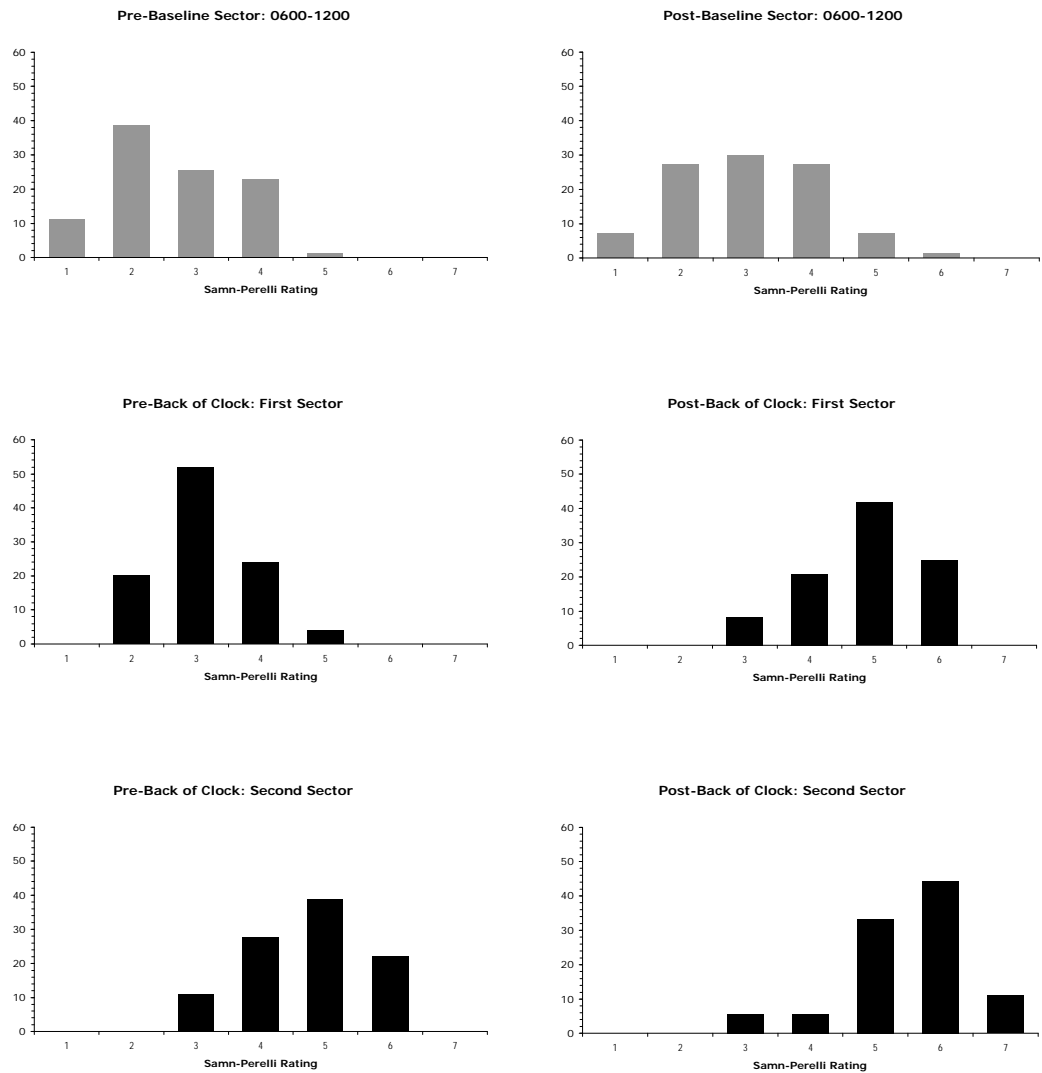 Pre-Baseline Sector: 0600-1200
60
50
40
30
20
10
0
1 2 3 4 5 6 7
Samn-Perelli Rating
Post-Baseline Sector: 0600-1200
60
50
40
30
20
10
0
1 2 3 4 5 6 7
Samn-Perelli Rating
Pre-Back of Clock: First Sector
60
50
40
30
20
10
0
1 2 3 4 5 6 7
Samn-Perelli Rating
Post-Back of Clock: First Sector
60
50
40
30
20
10
0
1 2 3 4 5 6 7
Samn-Perelli Rating
Pre-Back of Clock: Second Sector
60
50
40
30
20
10
0
1 2 3 4 5 6 7
Samn-Perelli Rating
Post-Back of Clock: Second Sector
60
50
40
30
20
10
0
1 2 3 4 5 6 7
Samn-Perelli Rating